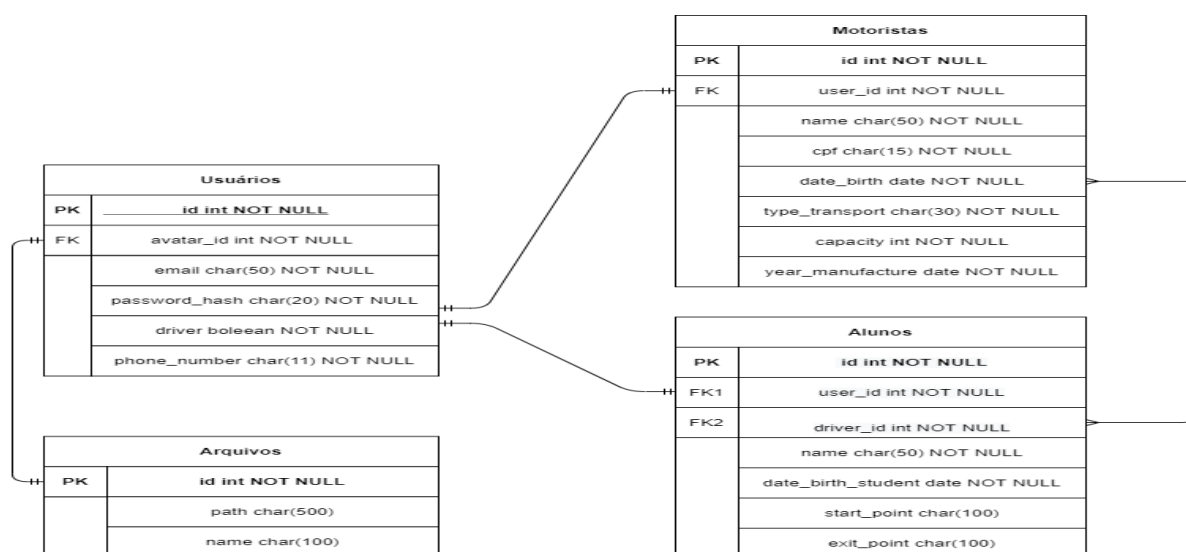 Motoristas
PK id int NOT NULL
FK user_id int NOT NULL
name char(50) NOT NULL
cpf char(15) NOT NULL
date_birth date NOT NULL
type_transport char(30) NOT NULL
capacity int NOT NULL
year_manufacture date NOT NULL
Usuários
PK id int NOT NULL
FK avatar_id int NOT NULL
email char(50) NOT NULL
password_hash char(20) NOT NULL
driver boleean NOT NULL
phone_number char(11) NOT NULL
Alunos
PK id int NOT NULL
FK1 user_id int NOT NULL
FK2 driver_id int NOT NULL
name char(50) NOT NULL
date_birth_student date NOT NULL
start_point char(100)
exit_point char(100)
Arquivos
PK id int NOT NULL
path char(500)
name char(100)